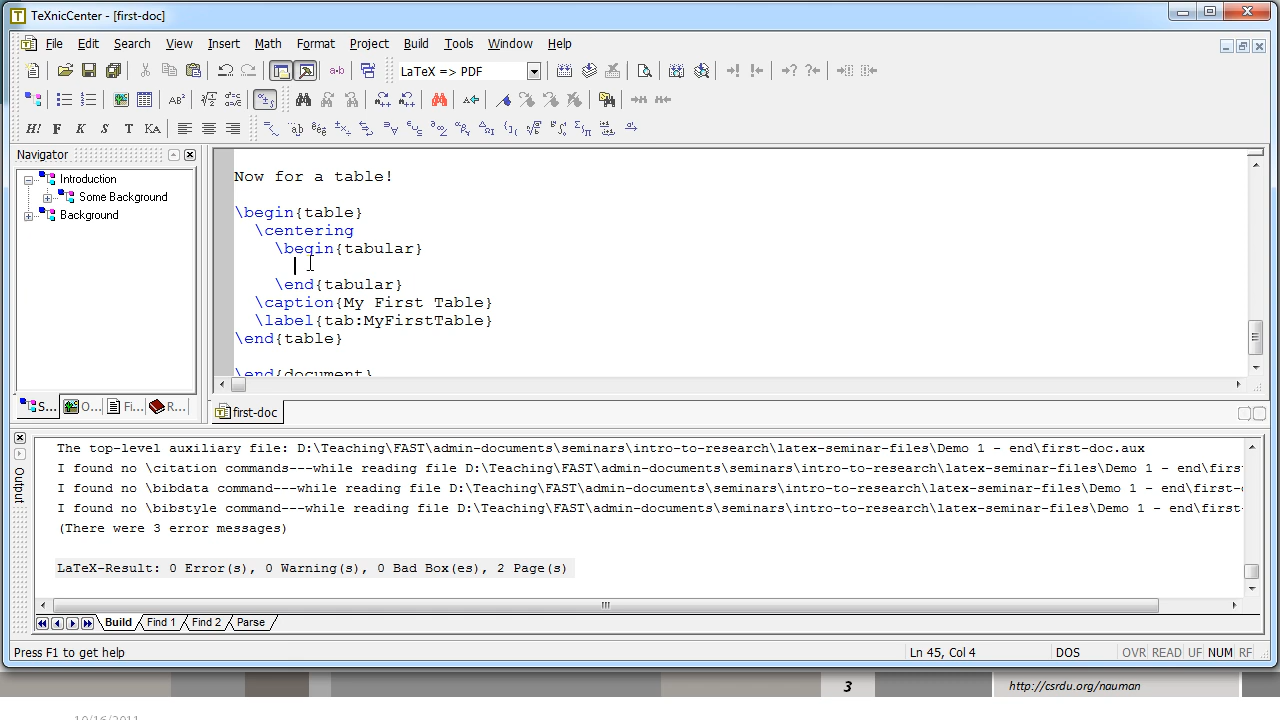 TeXnicCenter - [first-doc]
File Edit Search View Insert Math Format Project Build Tools Window Help
LaTeX => PDF
Navigator
Introduction
Some Background
Background
S... O... Fi... R...
Now for a table!
\begin{table}
\centering
\begin{tabular}
\end{tabular}
\caption{My First Table}
\label{tab:MyFirstTable}
\end{table}
\end{document}
first-doc
Output
The top-level auxiliary file: D:\Teaching\FAST\admin-documents\seminars\intro-to-research\latex-seminar-files\Demo 1 - end\first-doc.aux
I found no \citation commands---while reading file D:\Teaching\FAST\admin-documents\seminars\intro-to-research\latex-seminar-files\Demo 1 - end\firs
I found no \bibdata command---while reading file D:\Teaching\FAST\admin-documents\seminars\intro-to-research\latex-seminar-files\Demo 1 - end\first-
I found no \bibstyle command---while reading file D:\Teaching\FAST\admin-documents\seminars\intro-to-research\latex-seminar-files\Demo 1 - end\first
(There were 3 error messages)
LaTeX-Result: 0 Error(s), 0 Warning(s), 0 Bad Box(es), 2 Page(s)
Build Find 1 Find 2 Parse
Press F1 to get help
Ln 45, Col 4 DOS OVR READ UF NUM RF
3 http://csrdu.org/nauman
10/16/2011